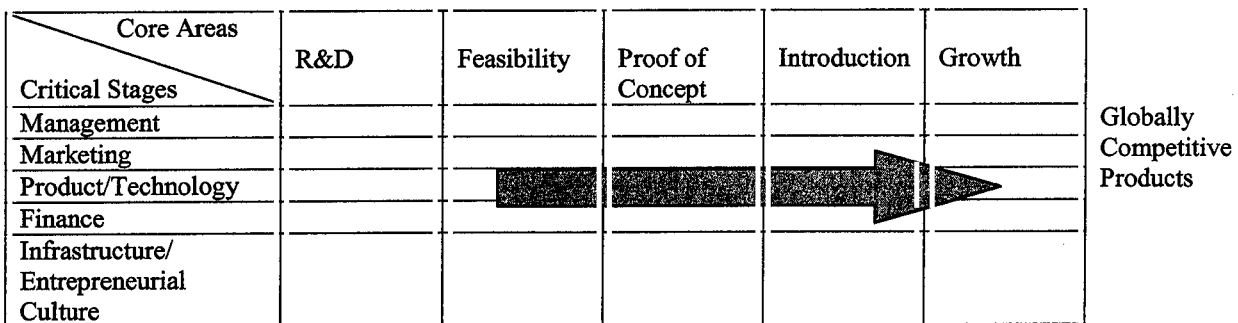 Core Areas
Critical Stages
R&D
Feasibility
Proof of
Concept
Introduction
Growth
Management
Marketing
Product/Technology
Finance
Infrastructure/
Entrepreneurial
Culture
Globally
Competitive
Products